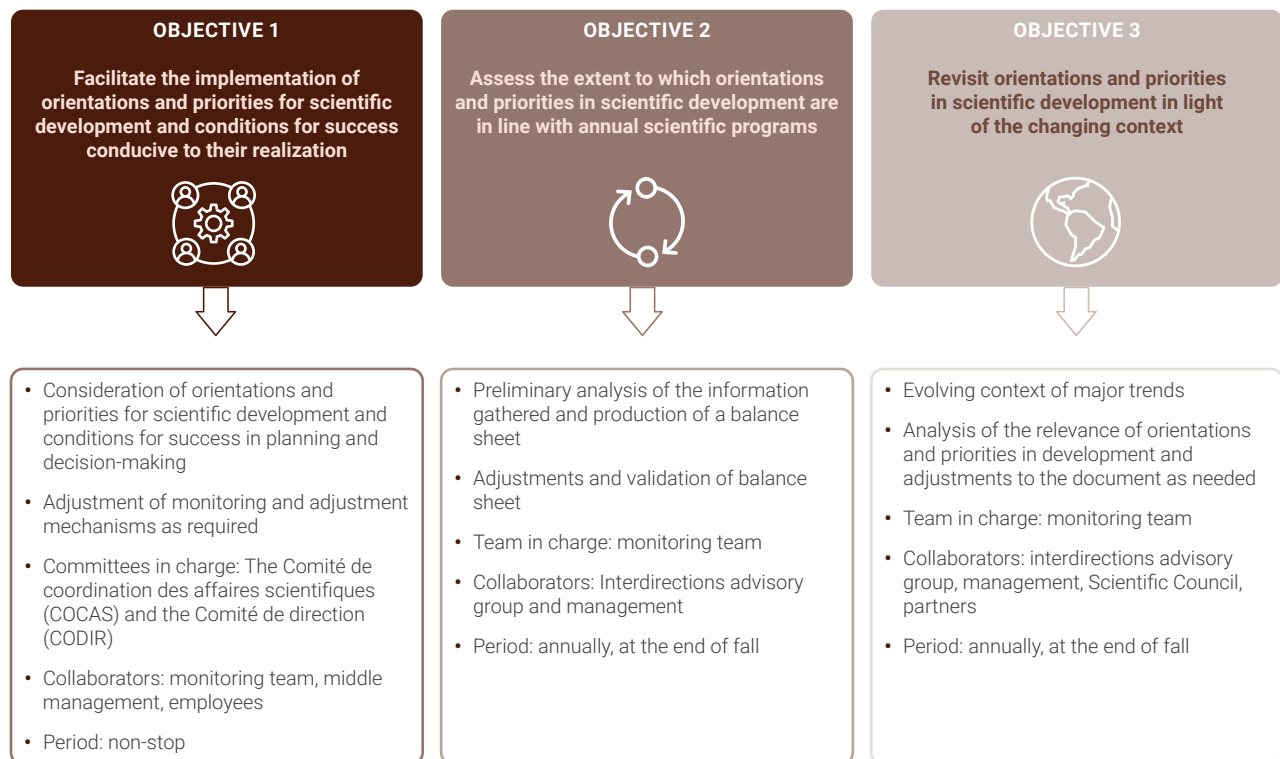 OBJECTIVE 1
Facilitate the implementation of
orientations and priorities for scientific
development and conditions for success
conducive to their realization
• Consideration of orientations and
priorities for scientific development and
conditions for success in planning and
decision-making
• Adjustment of monitoring and adjustment
mechanisms as required
• Committees in charge: The Comité de
coordination des affaires scientifiques
(COCAS) and the Comité de direction
(CODIR)
• Collaborators: monitoring team, middle
management, employees
• Period: non-stop
OBJECTIVE 2
Assess the extent to which orientations
and priorities in scientific development are
in line with annual scientific programs
• Preliminary analysis of the information
gathered and production of a balance
sheet
• Adjustments and validation of balance
sheet
• Team in charge: monitoring team
• Collaborators: Interdirections advisory
group and management
• Period: annually, at the end of fall
OBJECTIVE 3
Revisit orientations and priorities
in scientific development in light
of the changing context
• Evolving context of major trends
• Analysis of the relevance of orientations
and priorities in development and
adjustments to the document as needed
• Team in charge: monitoring team
• Collaborators: interdirections advisory
group, management, Scientific Council,
partners
• Period: annually, at the end of fall